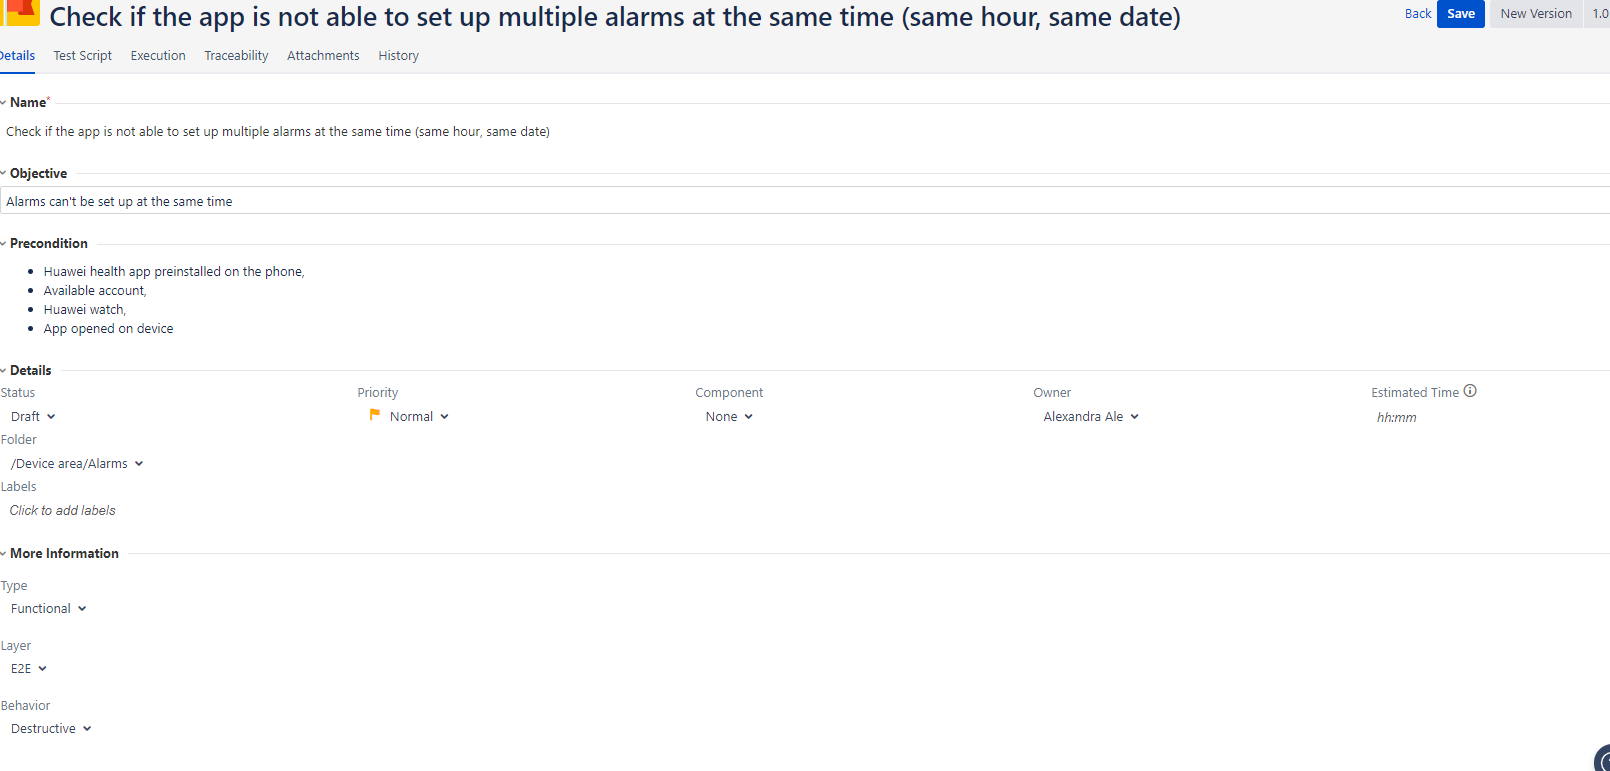 Check if the app is not able to set up multiple alarms at the same time (same hour, same date)
Back Save New Version 1.0
Details Test Script Execution Traceability Attachments History
Name*
Check if the app is not able to set up multiple alarms at the same time (same hour, same date)
Objective
Alarms can't be set up at the same time
Precondition
Huawei health app preinstalled on the phone,
Available account,
Huawei watch,
App opened on device
Details
Status Priority Component Owner Estimated Time
Draft Normal None Alexandra Ale hh:mm
Folder
/Device area/Alarms
Labels
Click to add labels
More Information
Type
Functional
Layer
E2E
Behavior
Destructive